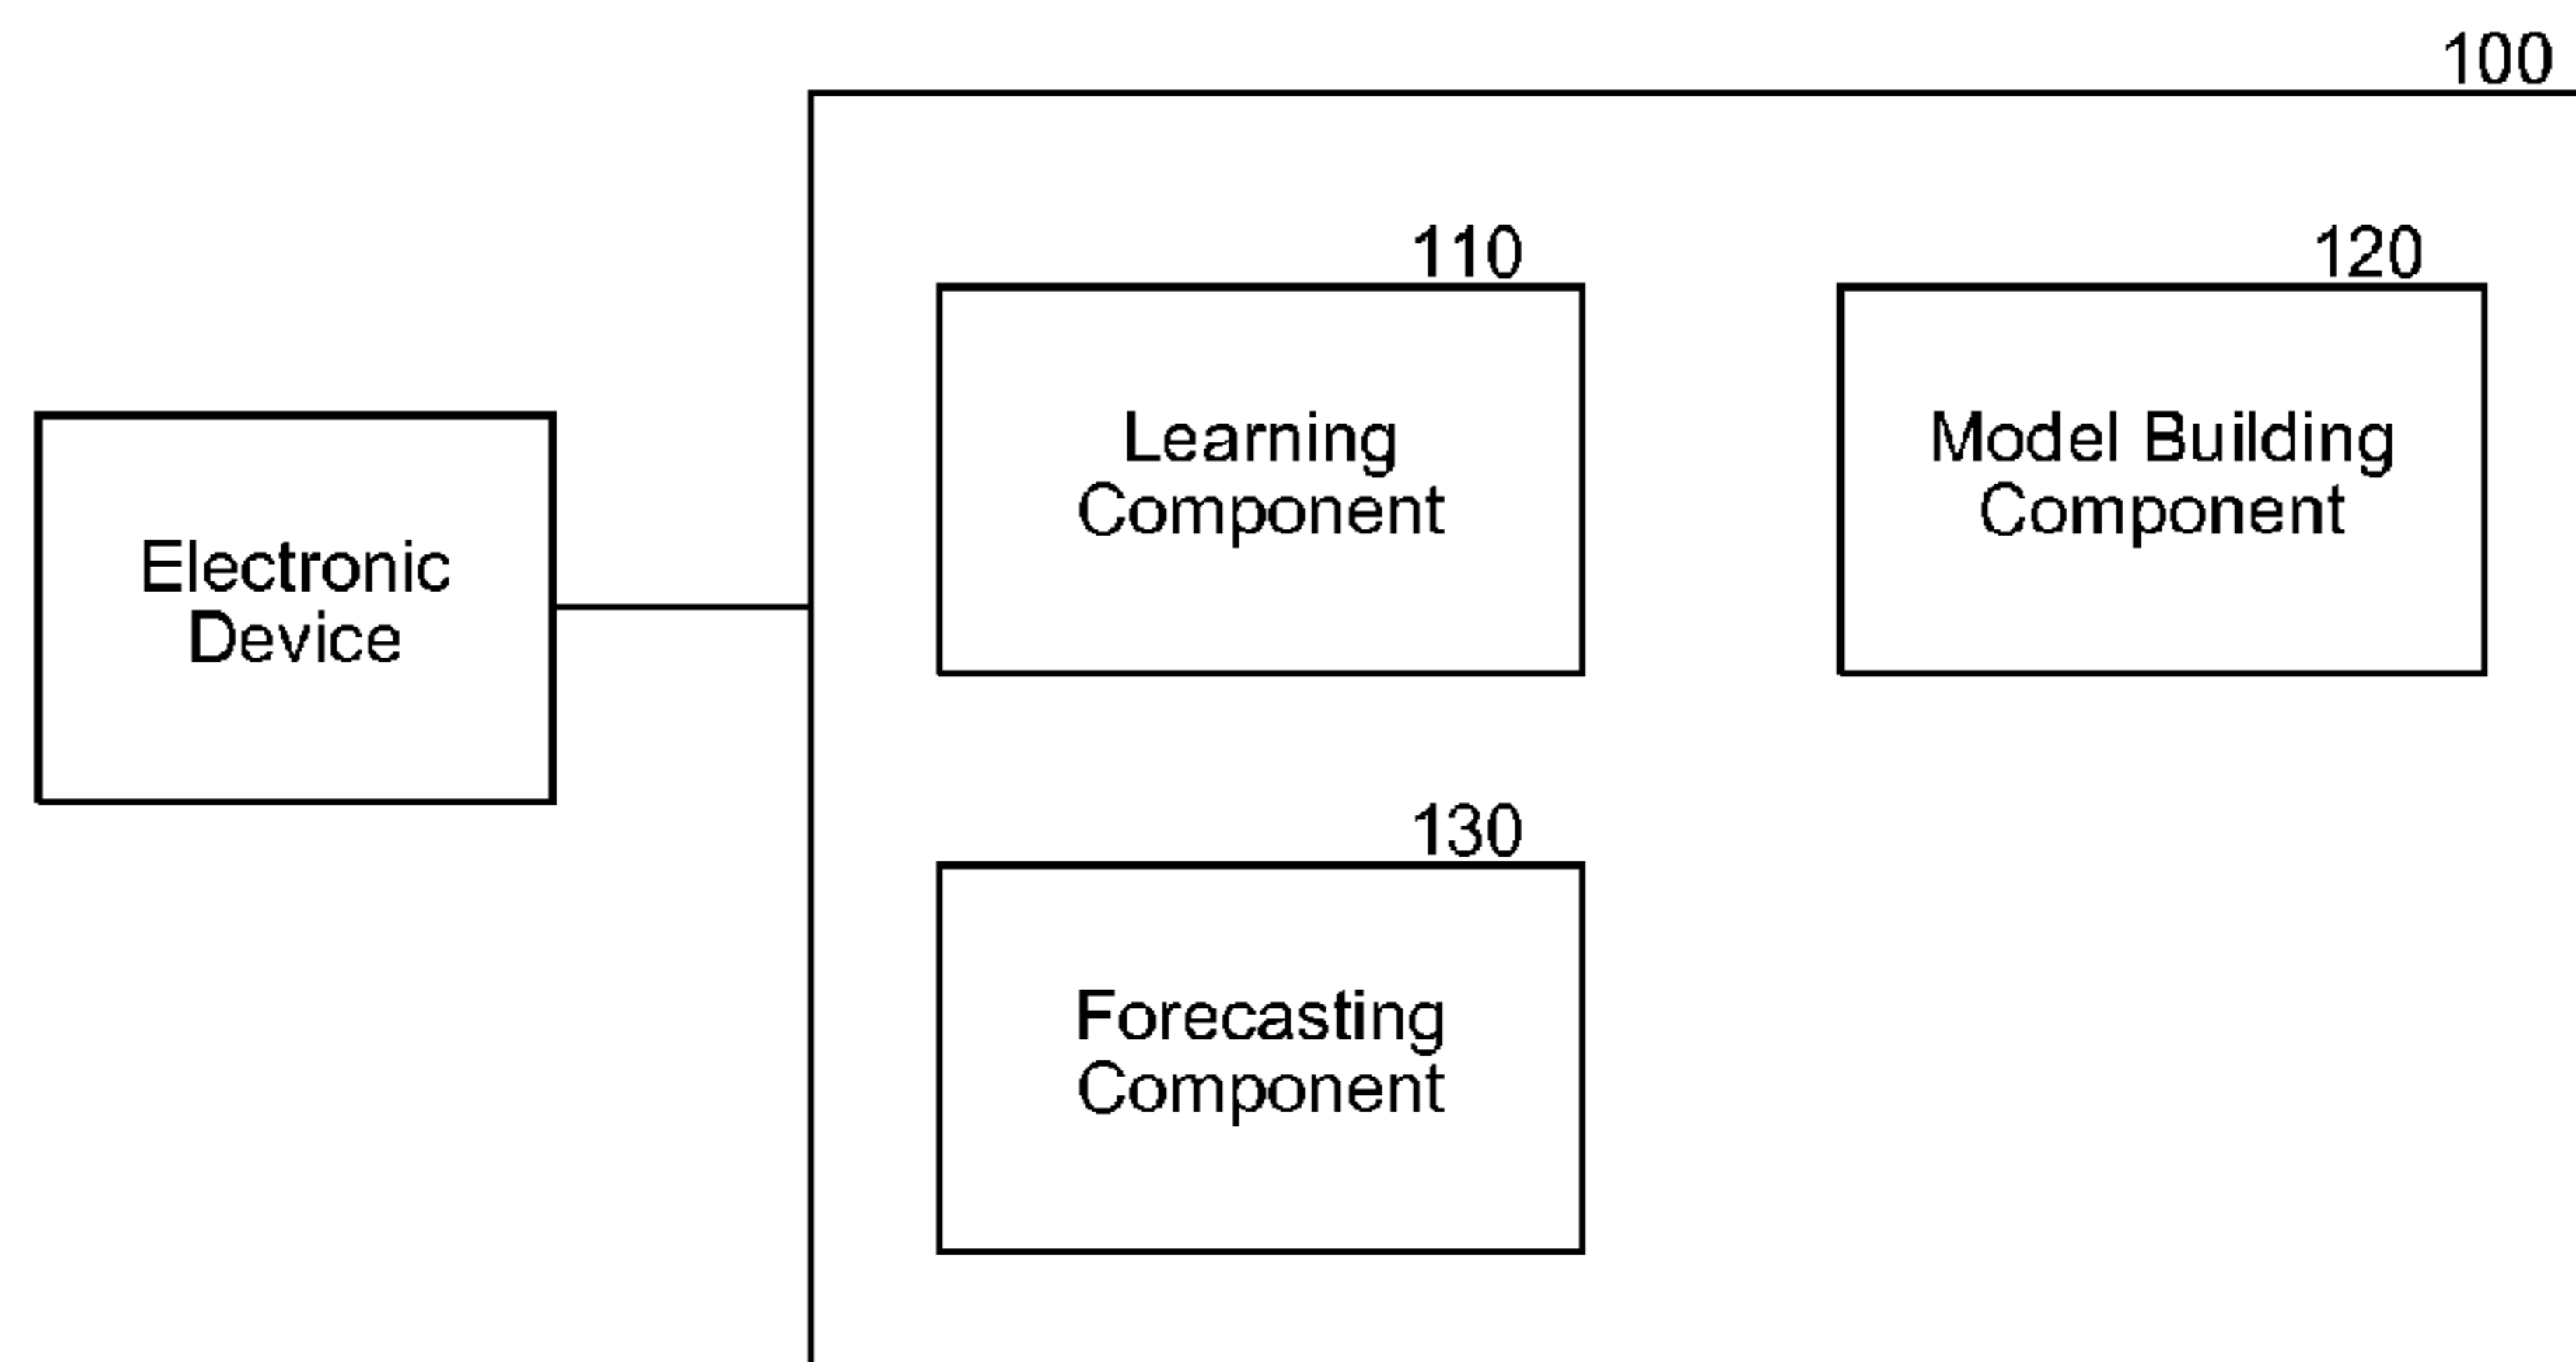 100
110
120
Learning
Component
Model Building
Component
Electronic
Device
130
Forecasting
Component